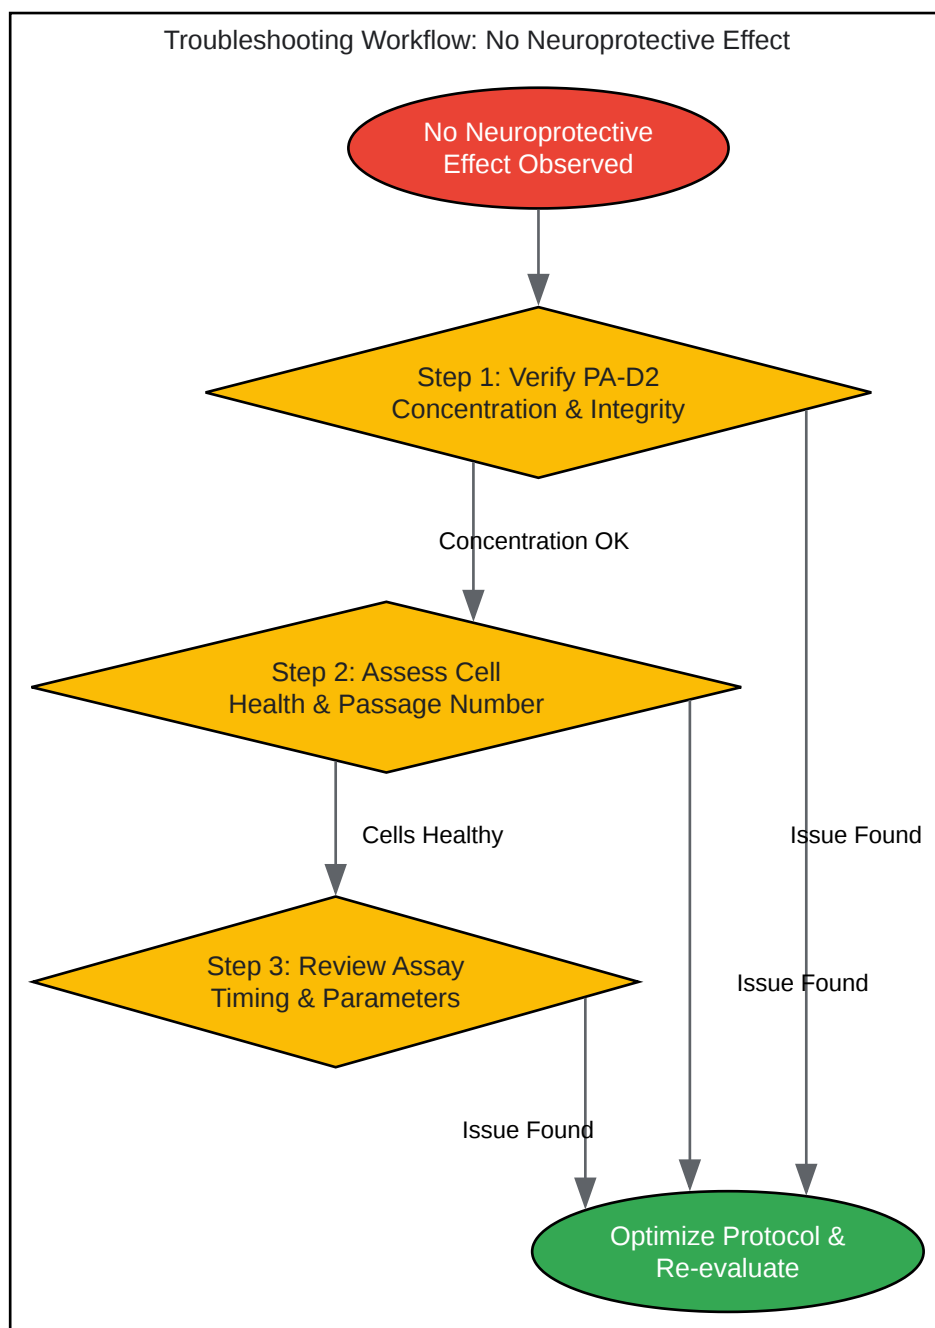 Troubleshooting Workflow: No Neuroprotective Effect
No Neuroprotective
Effect Observed
Step 1: Verify PA-D2
Concentration & Integrity
Concentration OK
Step 2: Assess Cell
Health & Passage Number
Cells Healthy
Issue Found
Step 3: Review Assay
Timing & Parameters
Issue Found
Issue Found
Optimize Protocol &
Re-evaluate